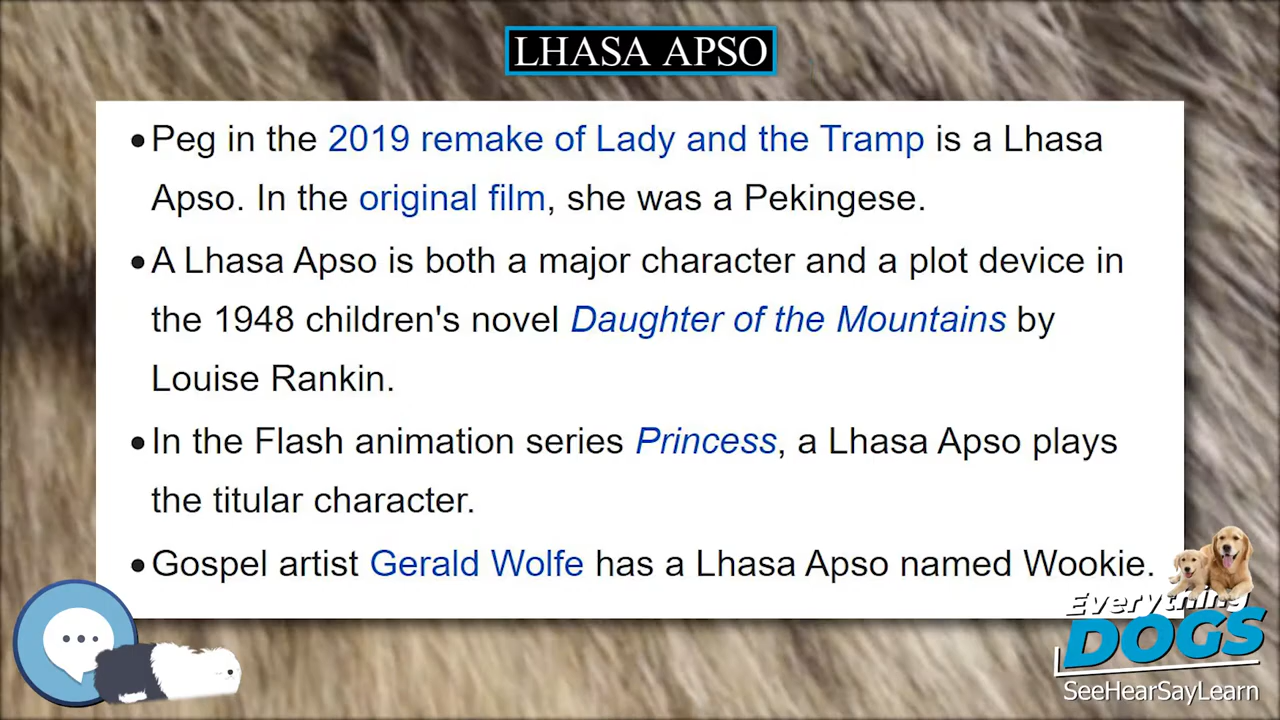 LHASA APSO
•Peg in the 2019 remake of Lady and the Tramp is a Lhasa
Apso. In the original film, she was a Pekingese.
•A Lhasa Apso is both a major character and a plot device in
the 1948 children's novel Daughter of the Mountains by
Louise Rankin.
•In the Flash animation series Princess, a Lhasa Apso plays
the titular character.
•Gospel artist Gerald Wolfe has a Lhasa Apso named Wookie.
Everything
DOGS
SeeHearSayLearn